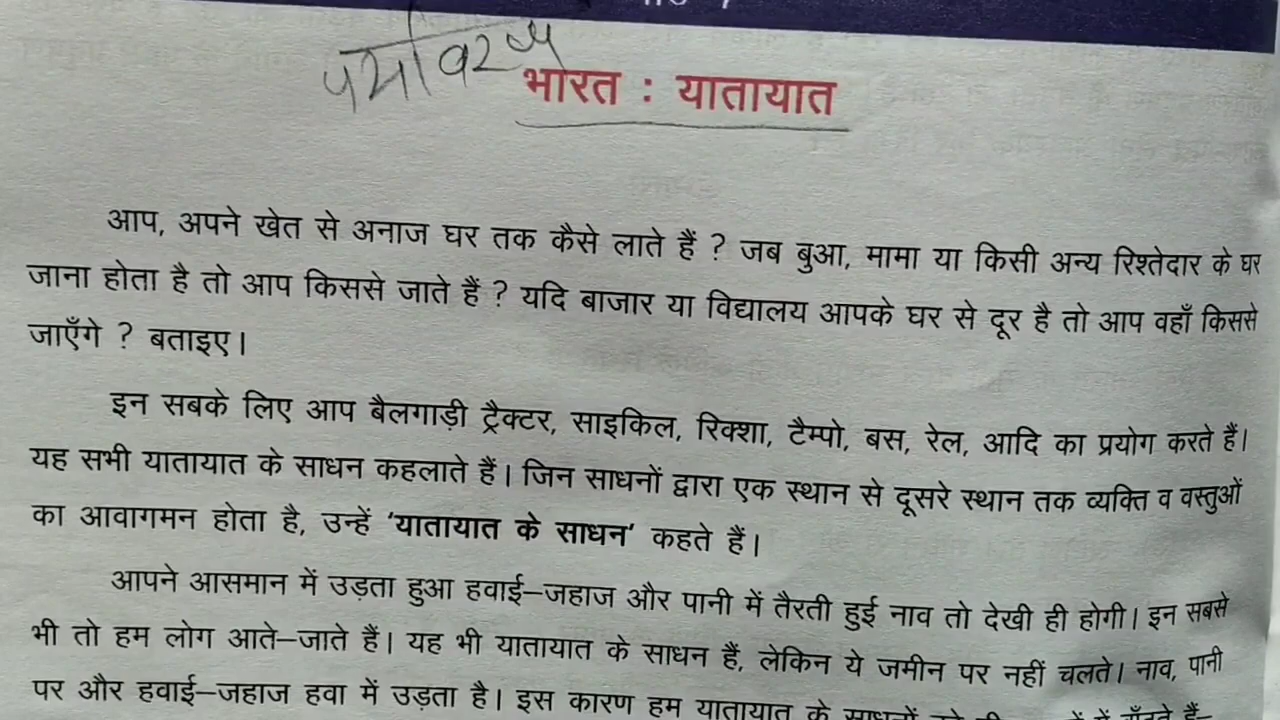 पर्यावरण
भारत : यातायात
आप, अपने खेत से अनाज घर तक कैसे लाते हैं ? जब बुआ, मामा या किसी अन्य रिश्तेदार के घर
जाना होता है तो आप किससे जाते हैं ? यदि बाजार या विद्यालय आपके घर से दूर है तो आप वहाँ किससे
जाएँगे ? बताइए।
इन सबके लिए आप बैलगाड़ी ट्रैक्टर, साइकिल, रिक्शा, टैम्पो, बस, रेल, आदि का प्रयोग करते हैं।
यह सभी यातायात के साधन कहलाते हैं। जिन साधनों द्वारा एक स्थान से दूसरे स्थान तक व्यक्ति व वस्तुओं
का आवागमन होता है, उन्हें ‘यातायात के साधन’ कहते हैं।
आपने आसमान में उड़ता हुआ हवाई–जहाज और पानी में तैरती हुई नाव तो देखी ही होगी। इन सबसे
भी तो हम लोग आते–जाते हैं। यह भी यातायात के साधन हैं, लेकिन ये जमीन पर नहीं चलते। नाव, पानी
पर और हवाई–जहाज हवा में उड़ता है। इस कारण हम यातायात के